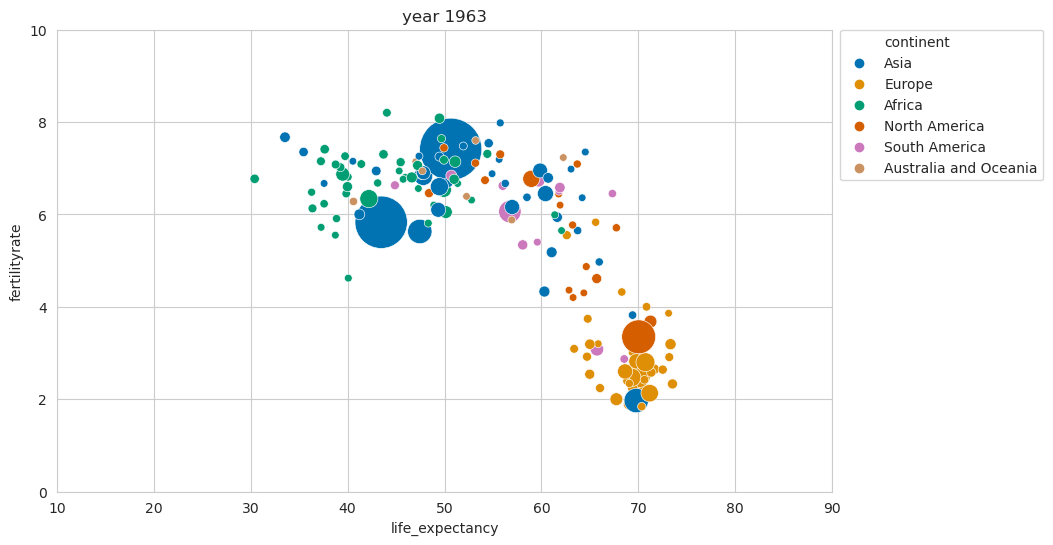 year 1963
continent
Asia
Europe
Africa
North America
South America
Australia and Oceania
fertilityrate
10
8
6
4
2
0
10 20 30 40 50 60 70 80 90
life_expectancy